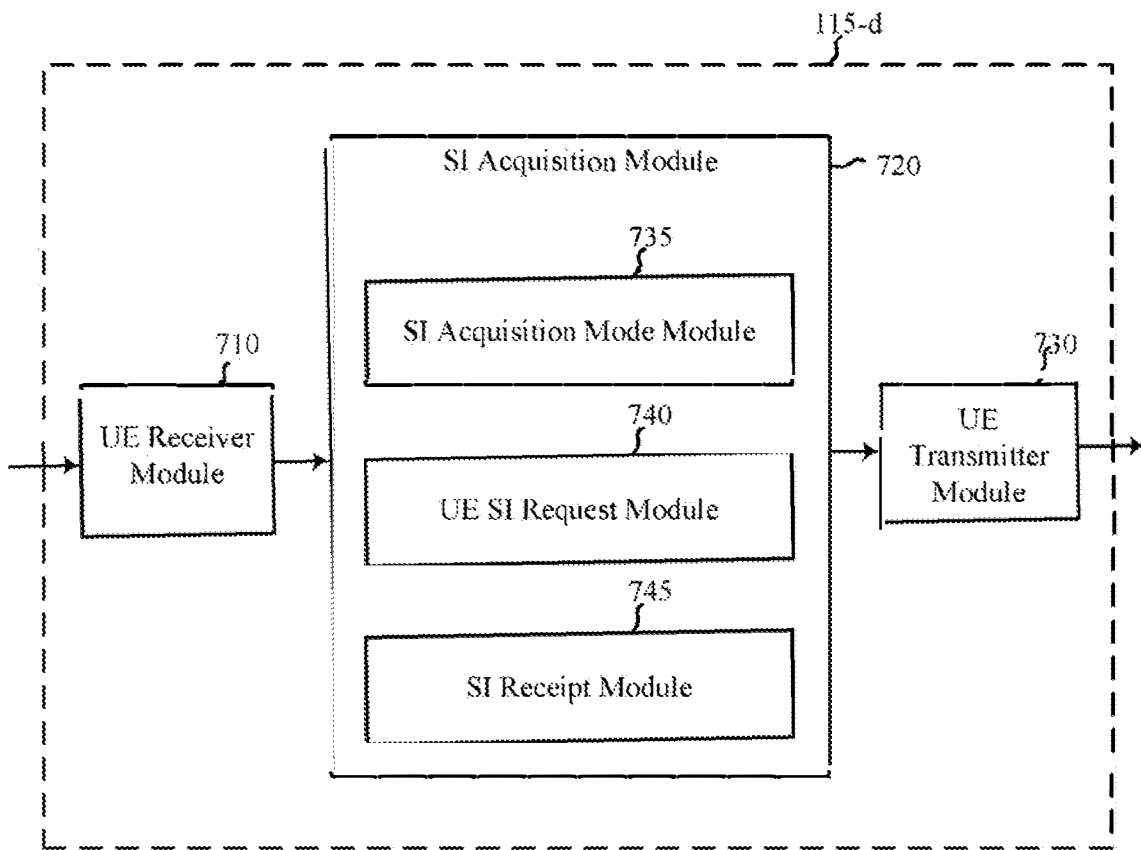 115-d
SI Acquisition Module
720
735
SI Acquisition Mode Module
710
UE Receiver
Module
740
UE SI Request Module
730
UE
Transmitter
Module
745
SI Receipt Module